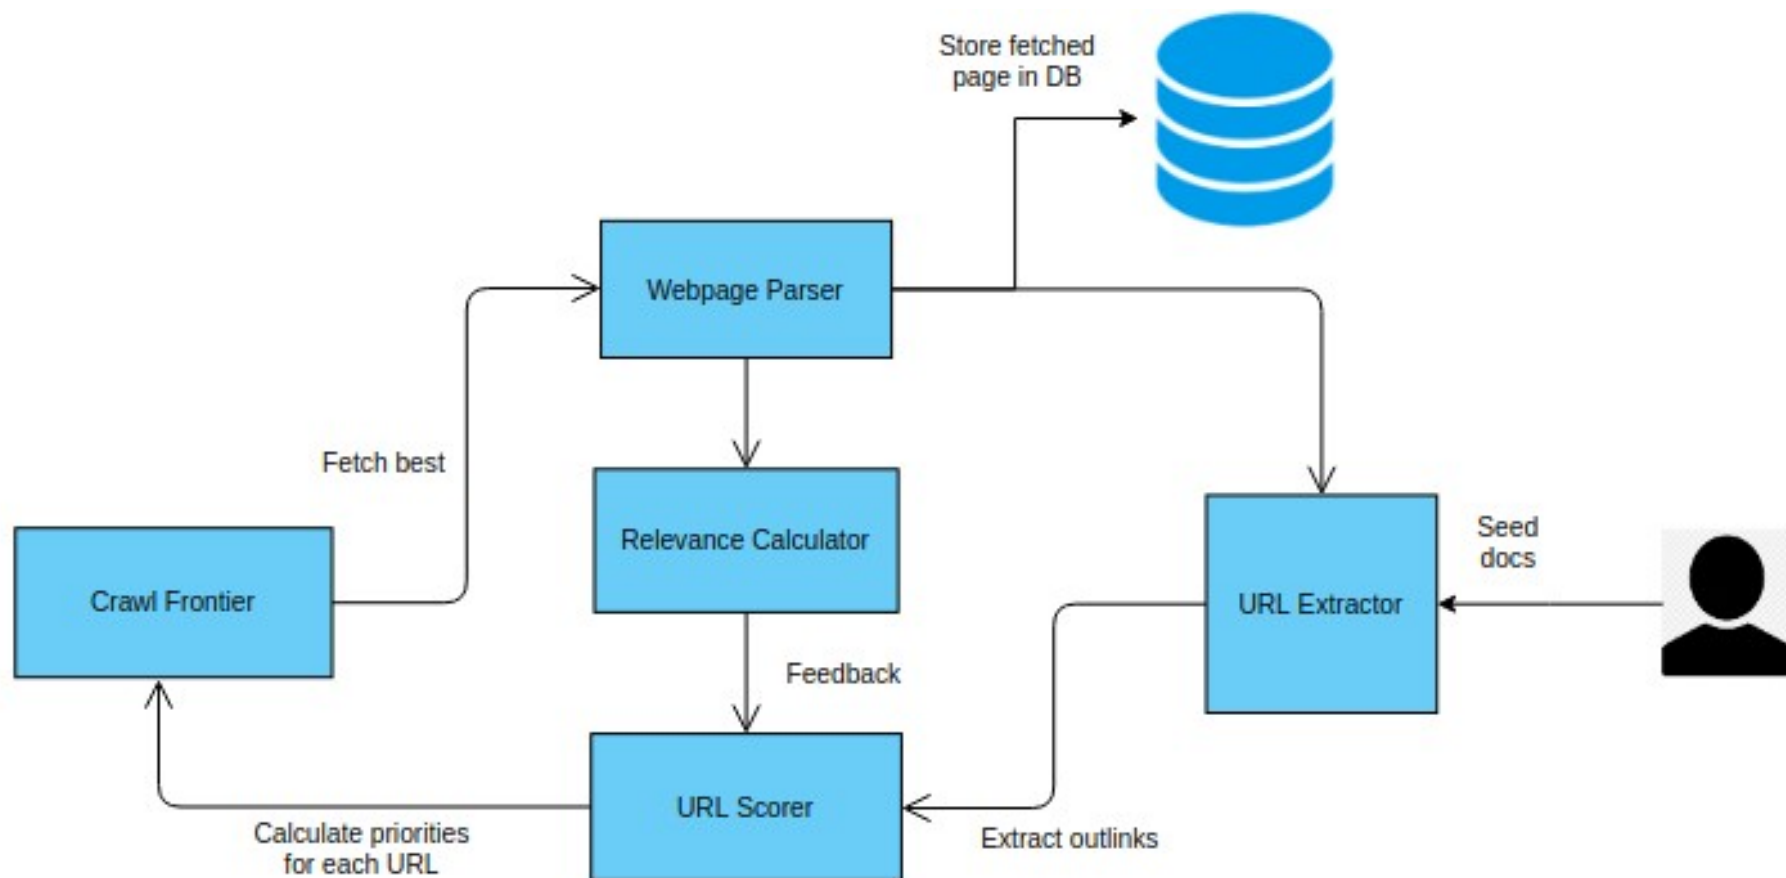 Store fetched
page in DB
Webpage Parser
Fetch best
Relevance Calculator
Seed
docs
Crawl Frontier
URL Extractor
Feedback
URL Scorer
Calculate priorities
for each URL
Extract outlinks